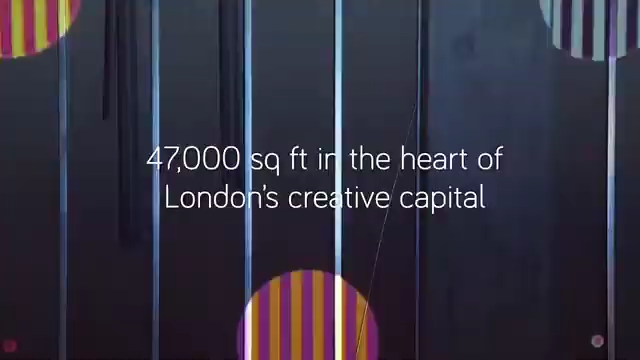 47,000 sq ft in the heart of
London's creative capital